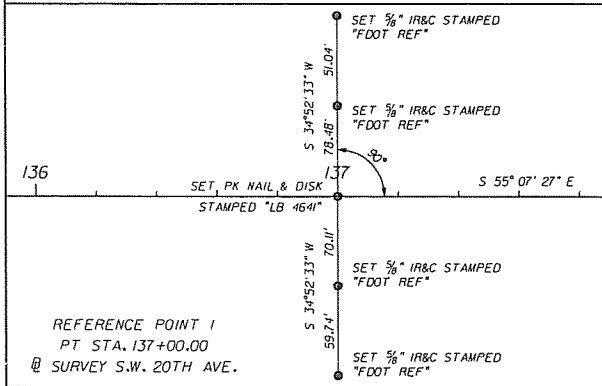 SET 5/8" IR&C STAMPED
"FDOT REF"
51.04'
S 34°52'33" W
SET 5/8" IR&C STAMPED
"FDOT REF"
78.48'
90°
136
137
S 55° 07' 27" E
SET PK NAIL & DISK
STAMPED "LB 4641"
70.11'
S 34°52'33" W
SET 5/8" IR&C STAMPED
"FDOT REF"
59.74'
REFERENCE POINT 1
PT STA. 137+00.00
SURVEY S.W. 20TH AVE.
SET 5/8" IR&C STAMPED
"FDOT REF"